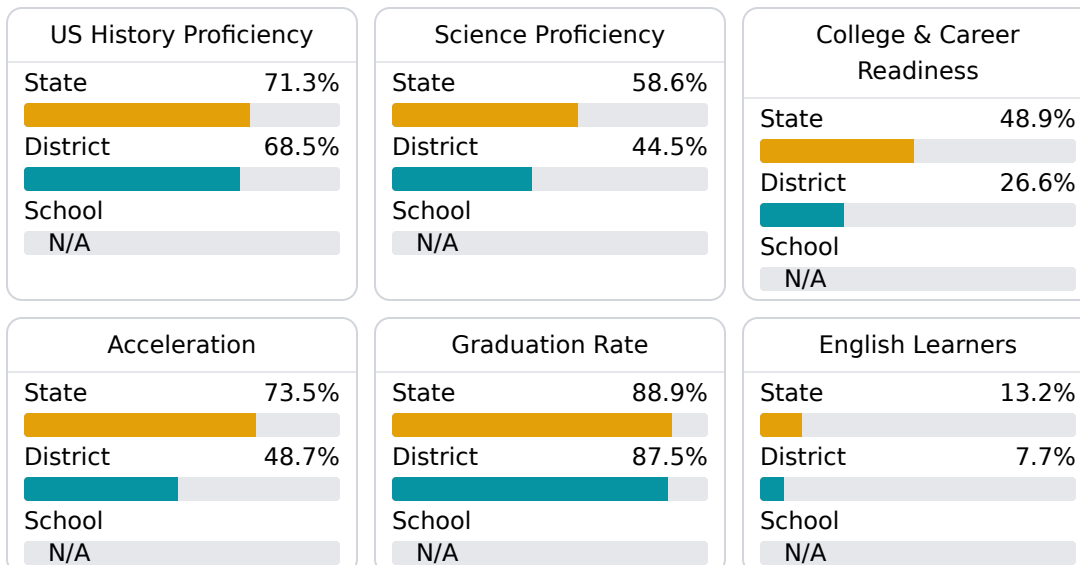 US History Proficiency
State 71.3%
District 68.5%
School
N/A
Science Proficiency
State 58.6%
District 44.5%
School
N/A
College & Career
Readiness
State 48.9%
District 26.6%
School
N/A
Acceleration
State 73.5%
District 48.7%
School
N/A
Graduation Rate
State 88.9%
District 87.5%
School
N/A
English Learners
State 13.2%
District 7.7%
School
N/A